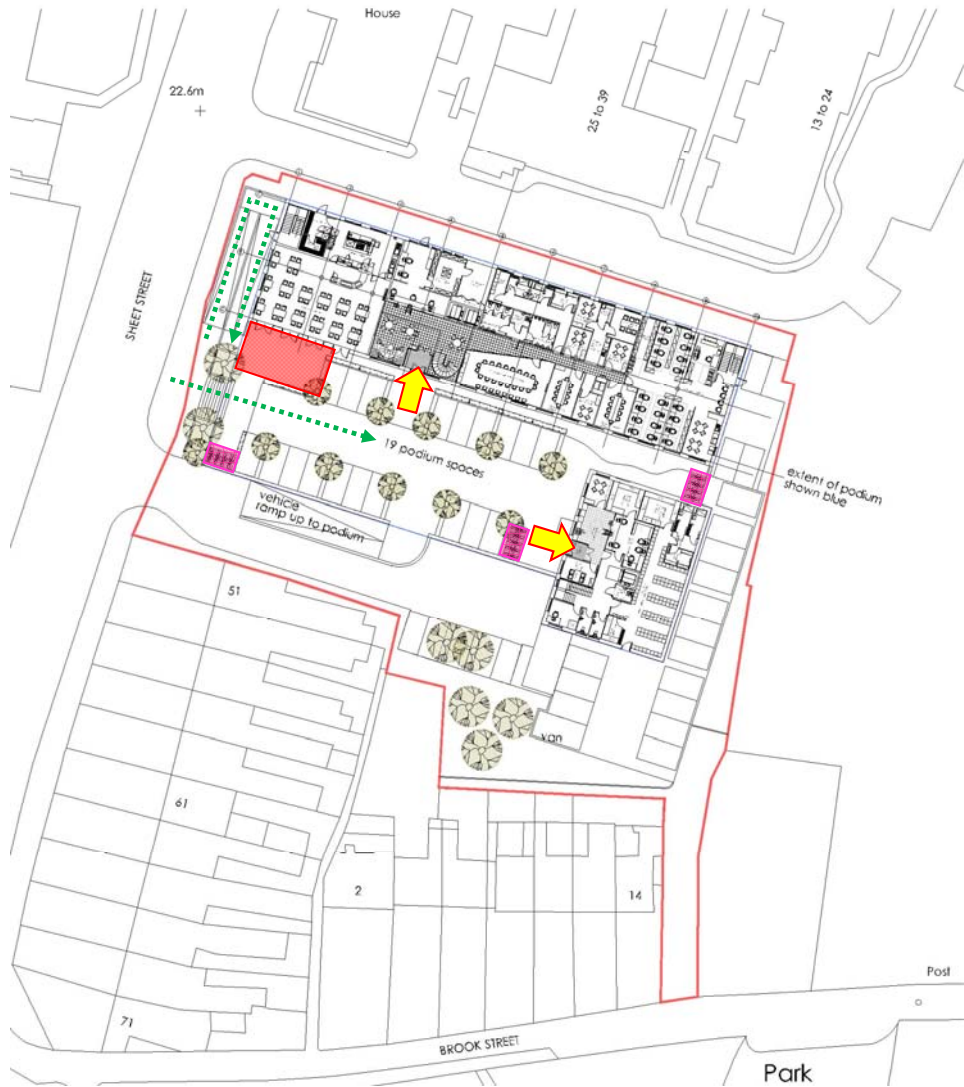 House
22.6m
25 to 39
13 to 24
SHEET STREET
19 podium spaces
extent of podium
shown blue
vehicle
ramp up to podium
51
van
61
2
14
71
Post
BROOK STREET
Park